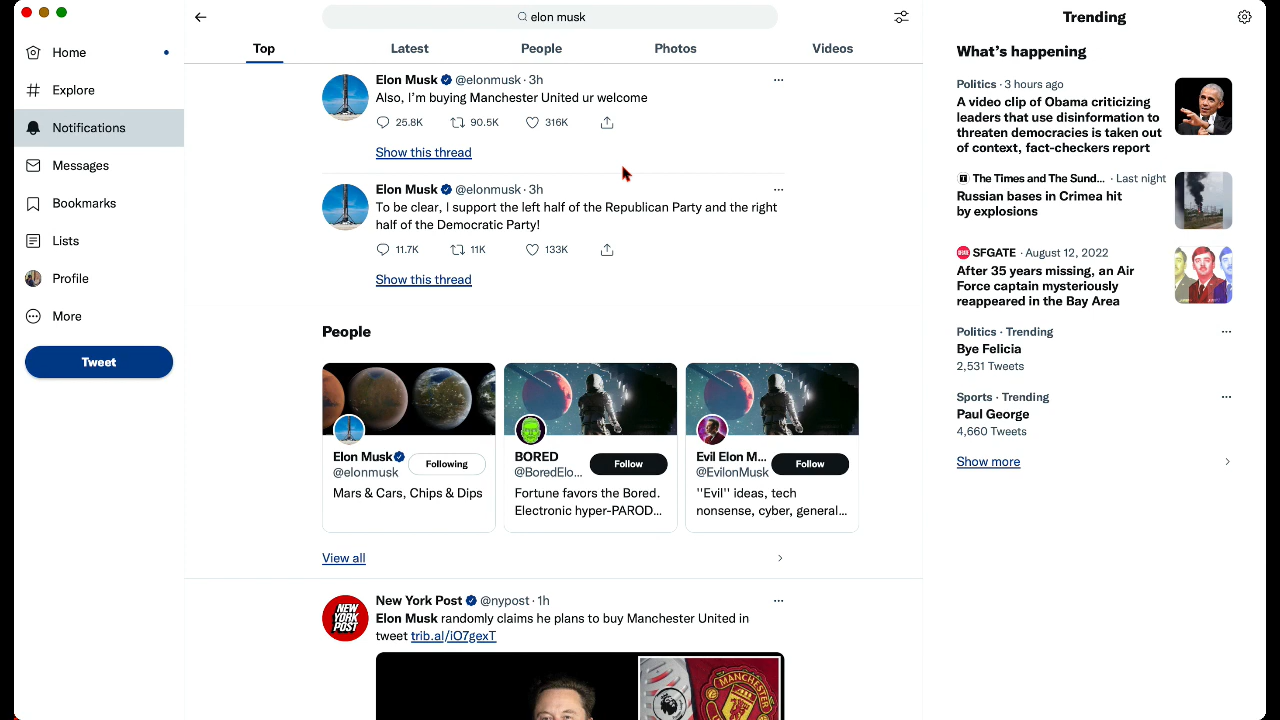 elon musk
Trending
Home
Explore
Notifications
Messages
Bookmarks
Lists
Profile
More
Tweet
Top
Latest
People
Photos
Videos
Elon Musk @elonmusk · 3h
Also, I'm buying Manchester United ur welcome
25.8K 90.5K 316K
Show this thread
Elon Musk @elonmusk · 3h
To be clear, I support the left half of the Republican Party and the right
half of the Democratic Party!
11.7K 11K 133K
Show this thread
People
Elon Musk
@elonmusk
Following
Mars & Cars, Chips & Dips
BORED
@BoredElo...
Follow
Fortune favors the Bored.
Electronic hyper-PAROD...
Evil Elon M...
@EvilonMusk
Follow
"Evil" ideas, tech
nonsense, cyber, general...
View all
NEW
YORK
POST
New York Post @nypost · 1h
Elon Musk randomly claims he plans to buy Manchester United in
tweet trib.al/iO7gexT
MANCHESTER
UNITED
What's happening
Politics · 3 hours ago
A video clip of Obama criticizing
leaders that use disinformation to
threaten democracies is taken out
of context, fact-checkers report
The Times and The Sund... · Last night
Russian bases in Crimea hit
by explosions
SFGATE · August 12, 2022
After 35 years missing, an Air
Force captain mysteriously
reappeared in the Bay Area
Politics · Trending
Bye Felicia
2,531 Tweets
Sports · Trending
Paul George
4,660 Tweets
Show more